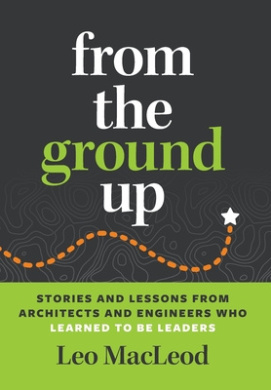 from
the
ground
up
STORIES AND LESSONS FROM
ARCHITECTS AND ENGINEERS WHO
LEARNED TO BE LEADERS
Leo MacLeod